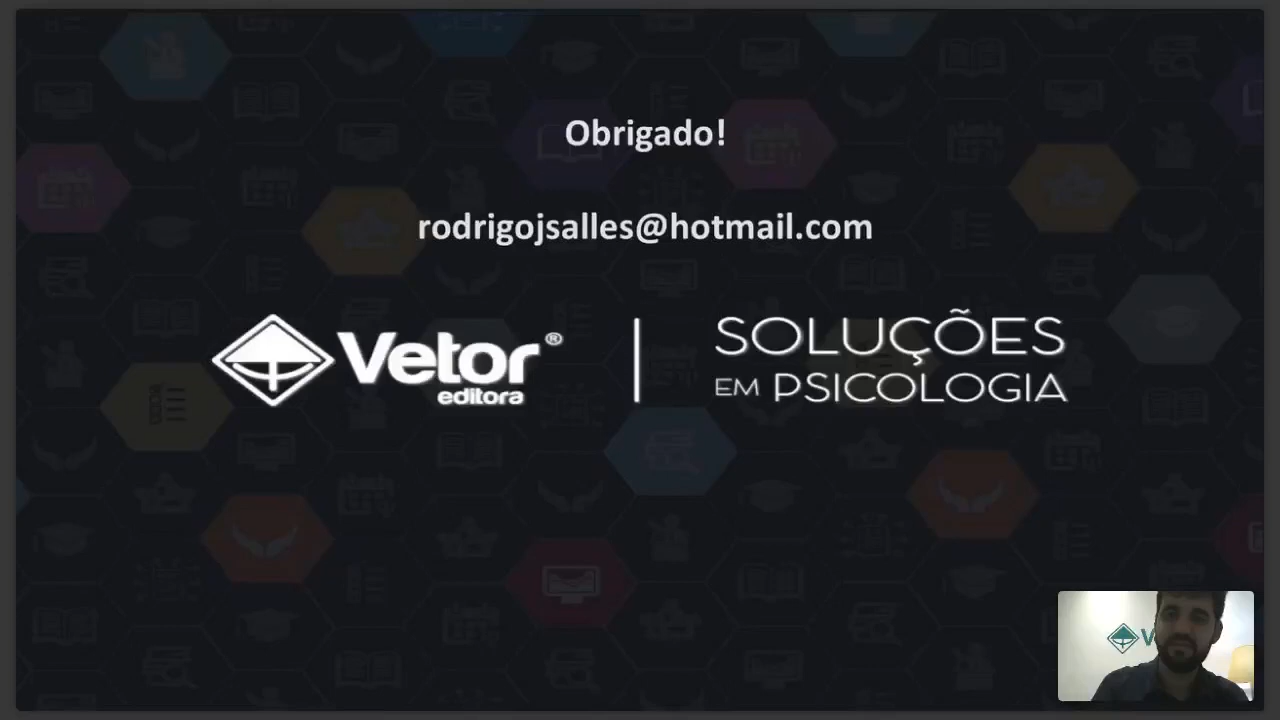 Obrigado!
rodrigojsalles@hotmail.com
Vetor®
editora
SOLUÇÕES
EM PSICOLOGIA
V